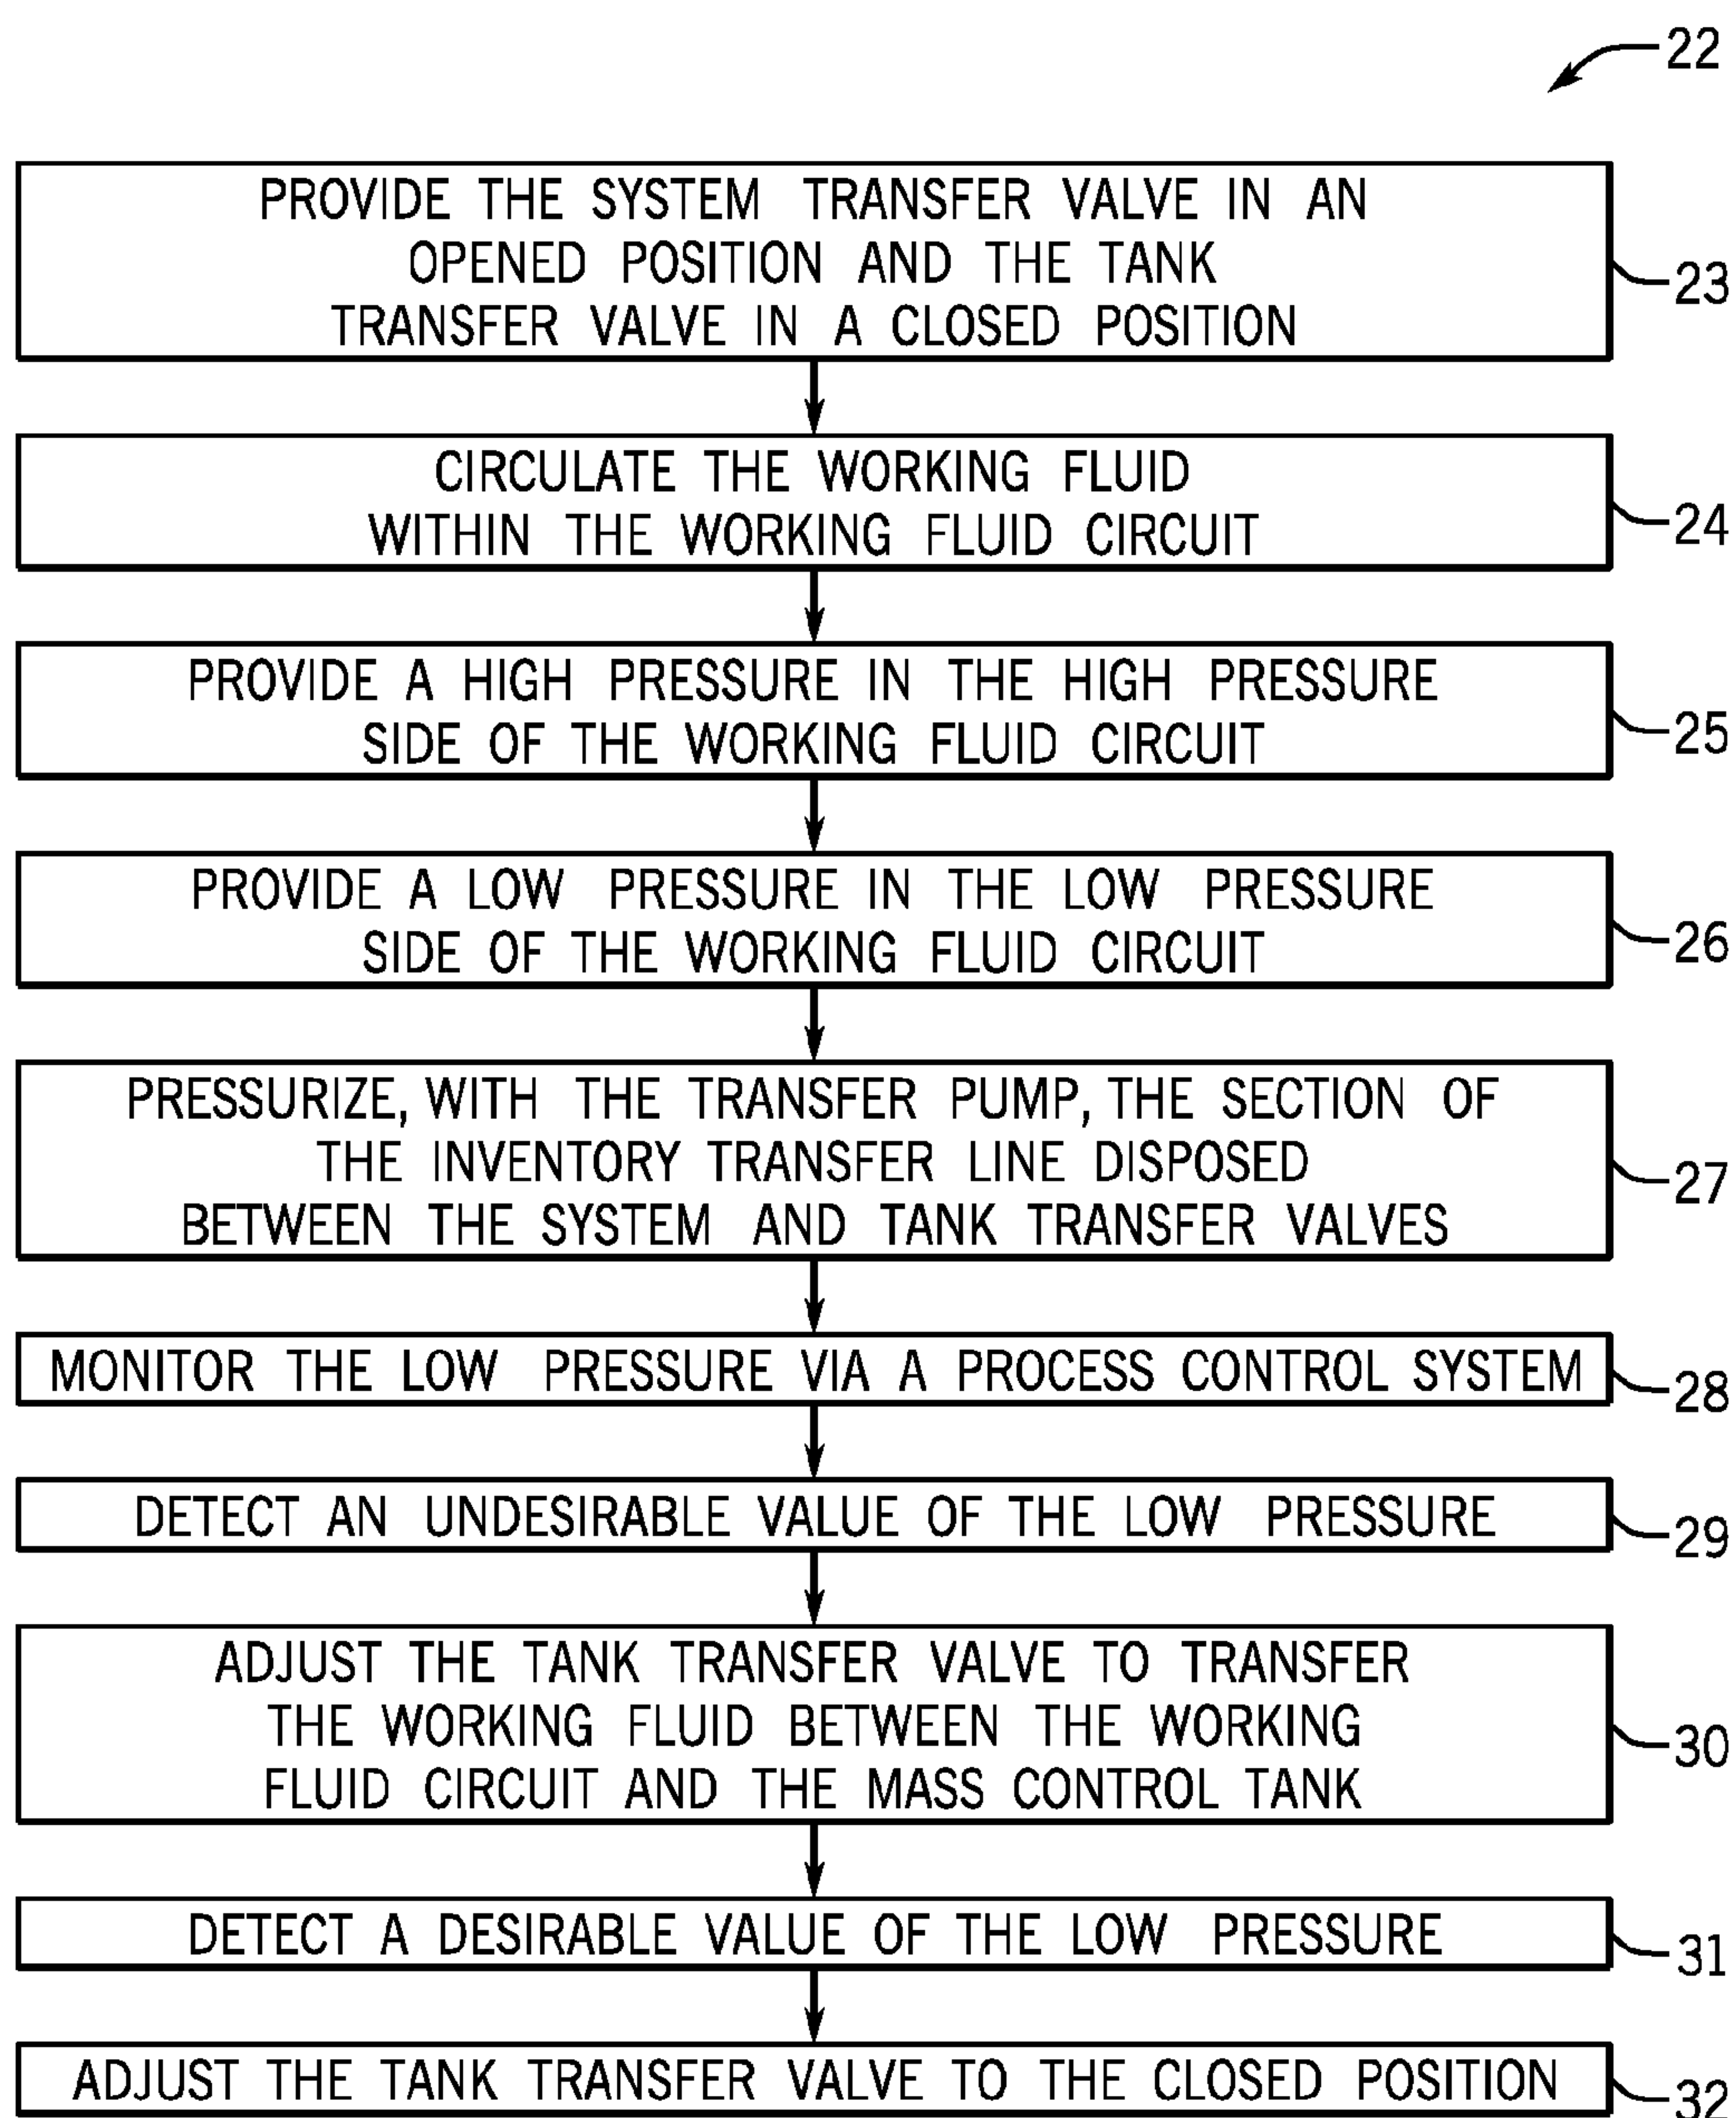 22
PROVIDE THE SYSTEM TRANSFER VALVE IN AN
OPENED POSITION AND THE TANK
TRANSFER VALVE IN A CLOSED POSITION
23
CIRCULATE THE WORKING FLUID
WITHIN THE WORKING FLUID CIRCUIT
24
PROVIDE A HIGH PRESSURE IN THE HIGH PRESSURE
SIDE OF THE WORKING FLUID CIRCUIT
25
PROVIDE A LOW PRESSURE IN THE LOW PRESSURE
SIDE OF THE WORKING FLUID CIRCUIT
26
PRESSURIZE, WITH THE TRANSFER PUMP, THE SECTION OF
THE INVENTORY TRANSFER LINE DISPOSED
BETWEEN THE SYSTEM AND TANK TRANSFER VALVES
27
MONITOR THE LOW PRESSURE VIA A PROCESS CONTROL SYSTEM
28
DETECT AN UNDESIRABLE VALUE OF THE LOW PRESSURE
29
ADJUST THE TANK TRANSFER VALVE TO TRANSFER
THE WORKING FLUID BETWEEN THE WORKING
FLUID CIRCUIT AND THE MASS CONTROL TANK
30
DETECT A DESIRABLE VALUE OF THE LOW PRESSURE
31
ADJUST THE TANK TRANSFER VALVE TO THE CLOSED POSITION
32